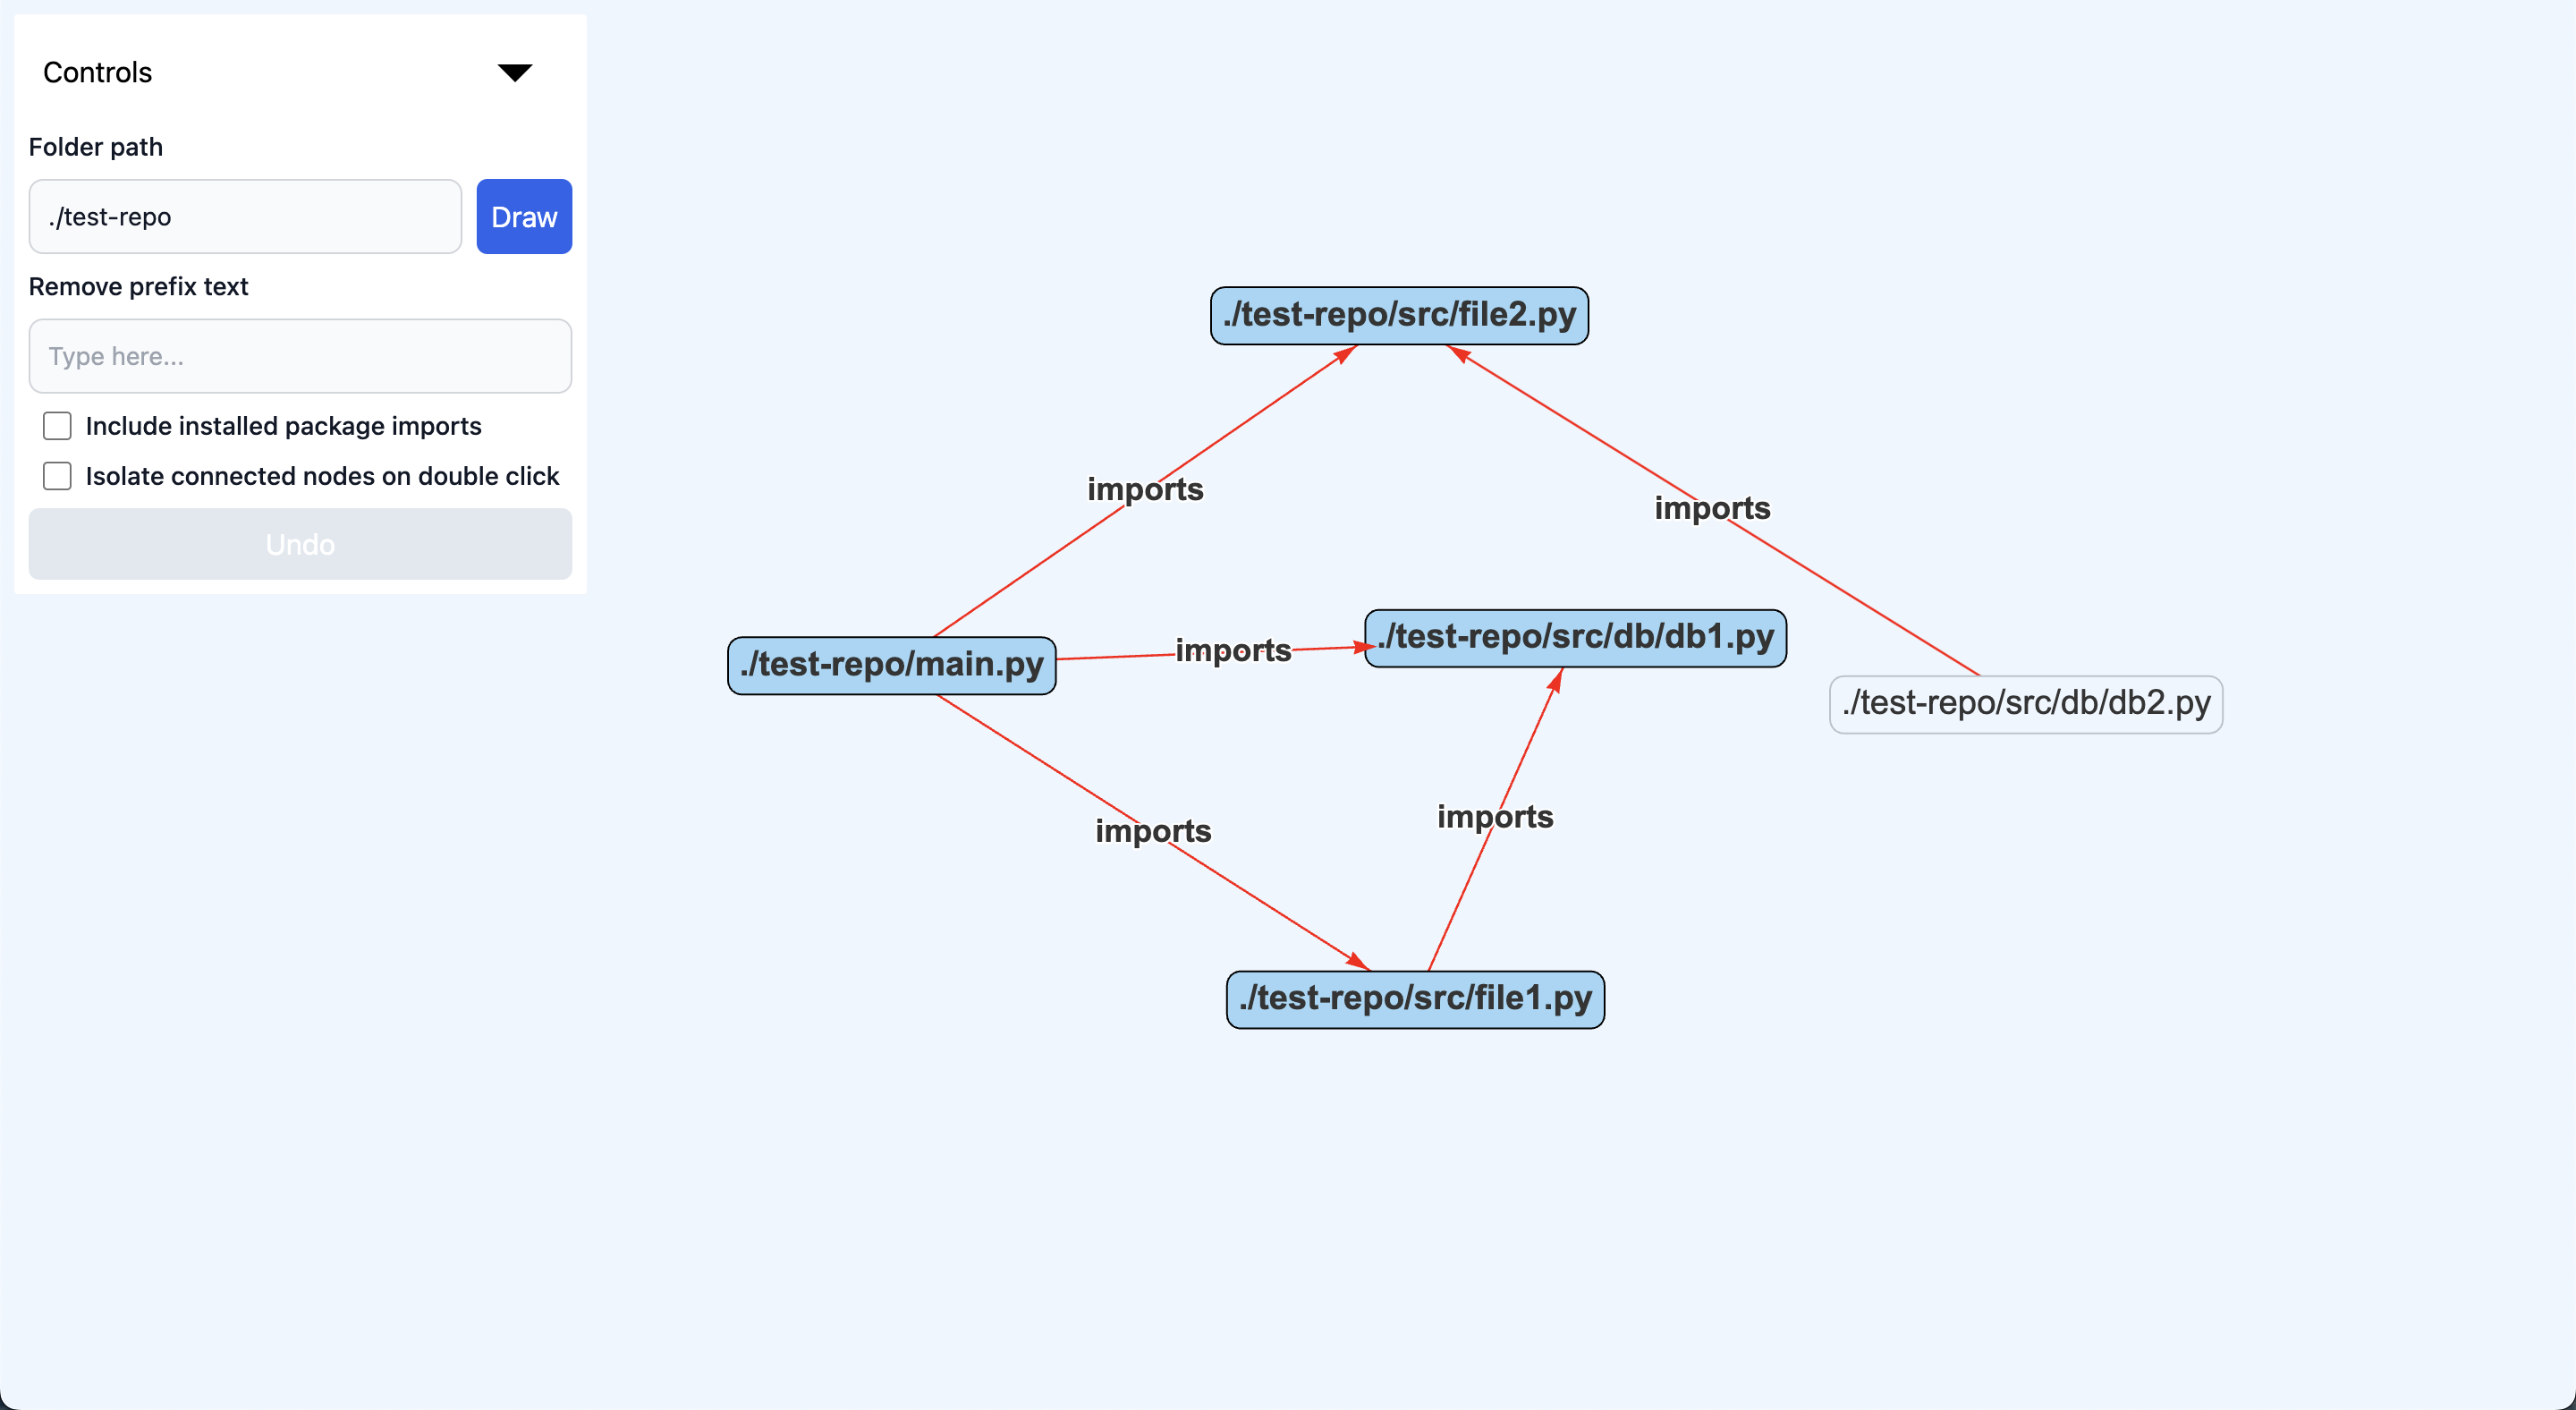 Controls
Folder path
./test-repo
Draw
Remove prefix text
Type here...
Include installed package imports
Isolate connected nodes on double click
Undo
./test-repo/src/file2.py
imports
imports
./test-repo/src/db/db1.py
imports
./test-repo/main.py
./test-repo/src/db/db2.py
imports
imports
./test-repo/src/file1.py